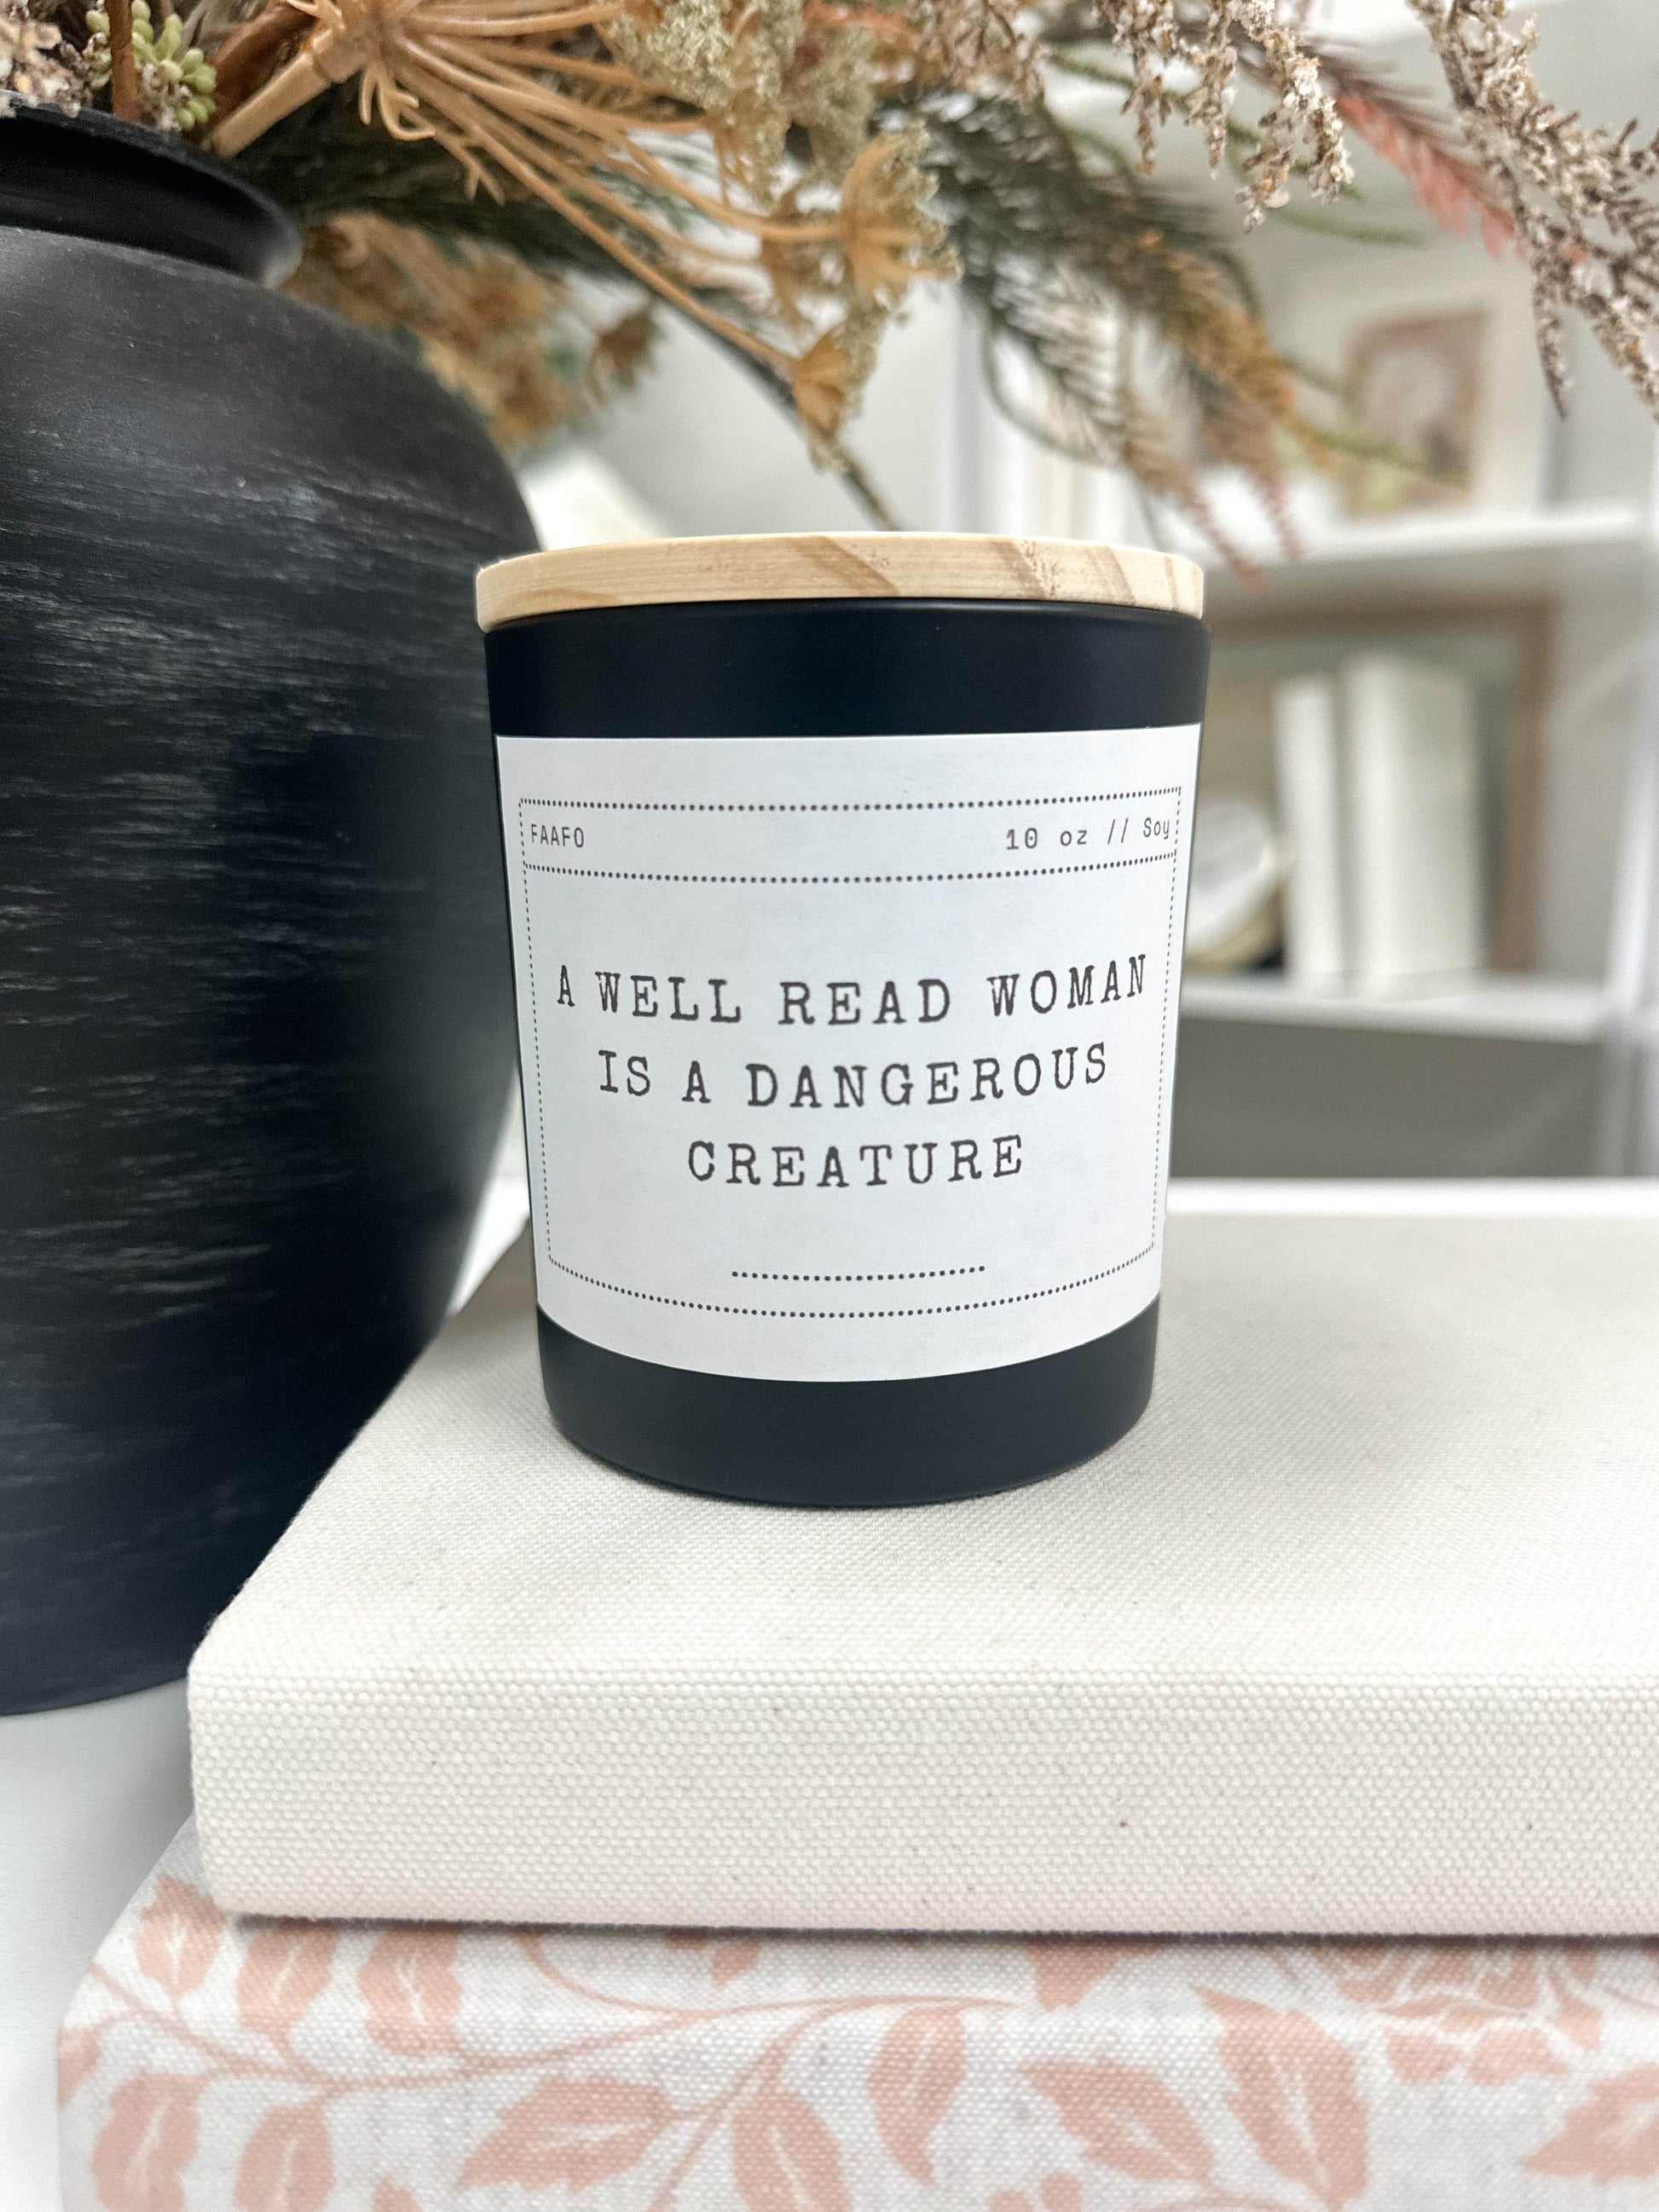 FAAFO 10 oz // Soy
A WELL READ WOMAN
IS A DANGEROUS
CREATURE